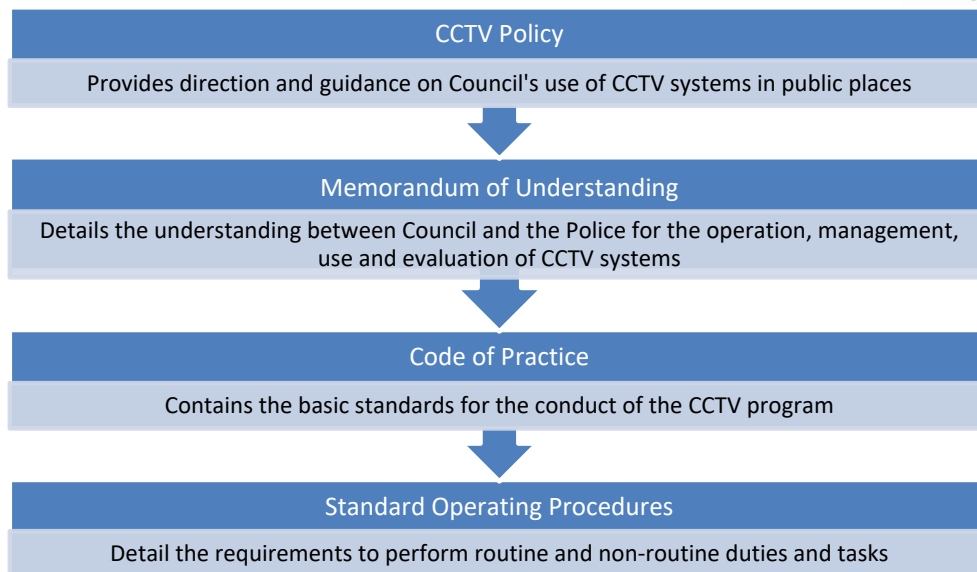 CCTV Policy
Provides direction and guidance on Council's use of CCTV systems in public places
Memorandum of Understanding
Details the understanding between Council and the Police for the operation, management,
use and evaluation of CCTV systems
Code of Practice
Contains the basic standards for the conduct of the CCTV program
Standard Operating Procedures
Detail the requirements to perform routine and non-routine duties and tasks